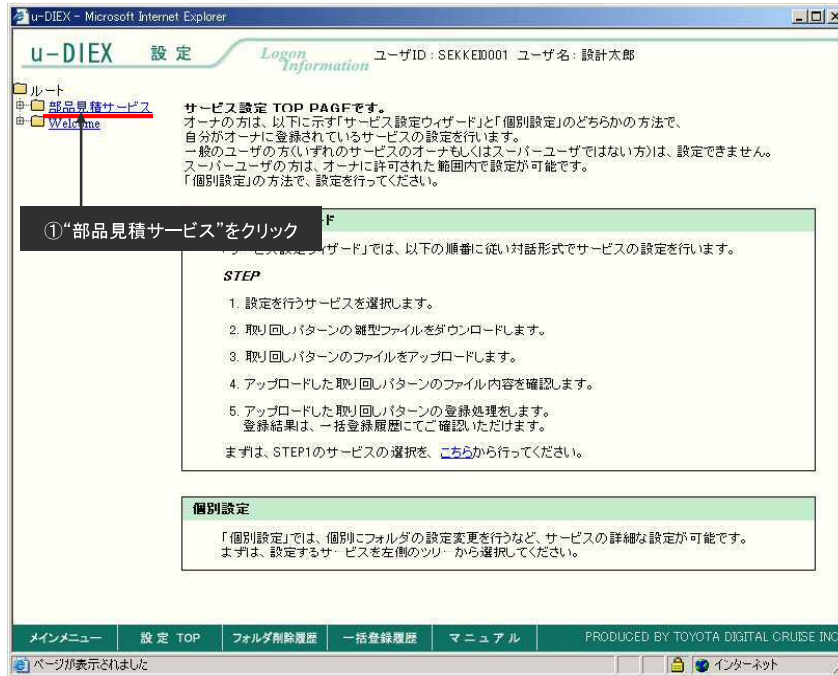 u-DIEX - Microsoft Internet Explorer
u-DIEX 設定 Logon Information ユーザID：SEKKEID001 ユーザ名：設計太郎
ルート
部品見積サービス
Welcome
サービス設定 TOP PAGEです。
オーナの方は、以下に示す「サービス設定ウィザード」と「個別設定」のどちらかの方法で、
自分がオーナに登録されているサービスの設定を行います。
一般のユーザの方(いずれのサービスのオーナもしくはスーパーユーザではない方)は、設定できません。
スーパーユーザの方は、オーナに許可された範囲内で設定が可能です。
「個別設定」の方法で、設定を行ってください。
①“部品見積サービス”をクリック
ド
「サービス設定ウィザード」では、以下の順番に従い対話形式でサービスの設定を行います。
STEP
1. 設定を行うサービスを選択します。
2. 取り回しパターンの雛型ファイルをダウンロードします。
3. 取り回しパターンのファイルをアップロードします。
4. アップロードした取り回しパターンのファイル内容を確認します。
5. アップロードした取り回しパターンの登録処理をします。
登録結果は、一括登録履歴にてご確認いただけます。
まずは、STEP1のサービスの選択を、こちらから行ってください。
個別設定
「個別設定」では、個別にフォルダの設定変更を行うなど、サービスの詳細な設定が可能です。
まずは、設定するサービスを左側のツリーから選択してください。
メインメニュー 設定 TOP フォルダ削除履歴 一括登録履歴 マニュアル PRODUCED BY TOYOTA DIGITAL CRUISE INC
ページが表示されました インターネット